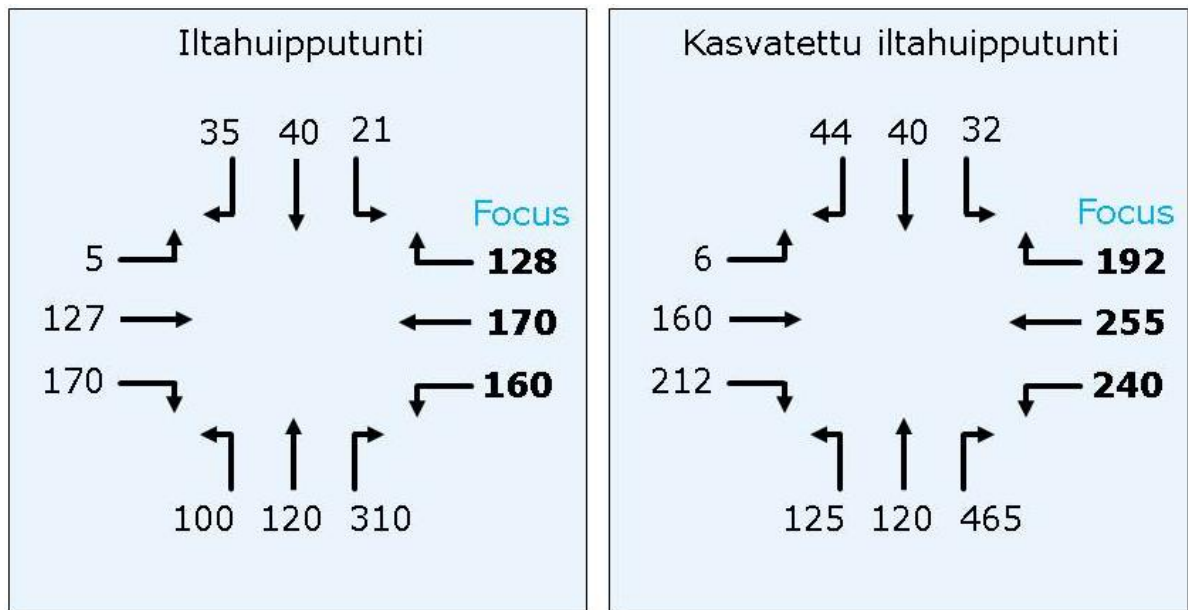 Iltahuipputunti
35 40 21
Focus
5 128
127 170
170 160
100 120 310
Kasvatettu iltahuipputunti
44 40 32
Focus
6 192
160 255
212 240
125 120 465